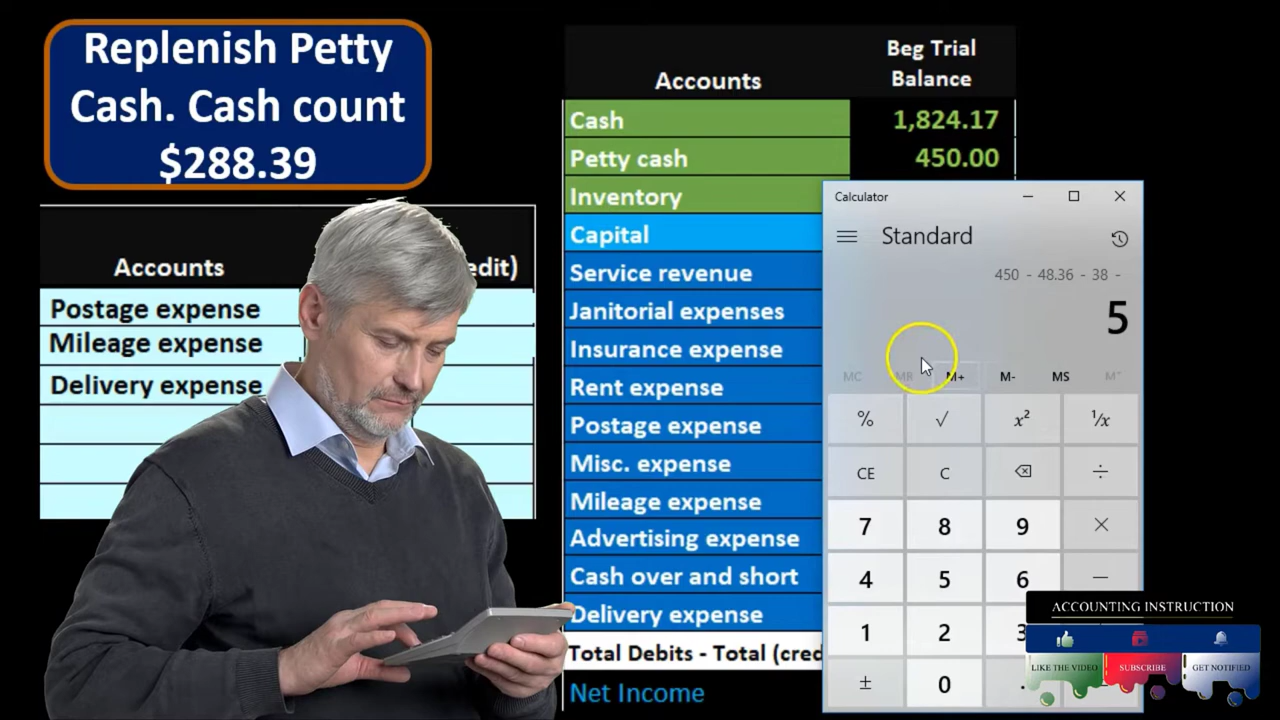 Replenish Petty
Cash. Cash count
$288.39
Accounts
edit)
Postage expense
Mileage expense
Delivery expense
Accounts
Beg Trial
Balance
Cash
1,824.17
Petty cash
450.00
Inventory
Capital
Service revenue
Janitorial expenses
Insurance expense
Rent expense
Postage expense
Misc. expense
Mileage expense
Advertising expense
Cash over and short
Delivery expense
Total Debits - Total (cred
Net Income
Calculator
Standard
450 - 48.36 - 38 -
5
MC MR M+ M- MS M˅
% √ x² ¹/x
CE C ÷
7 8 9 ×
4 5 6 —
1 2 3
± 0 .
ACCOUNTING INSTRUCTION
LIKE THE VIDEO SUBSCRIBE GET NOTIFIED